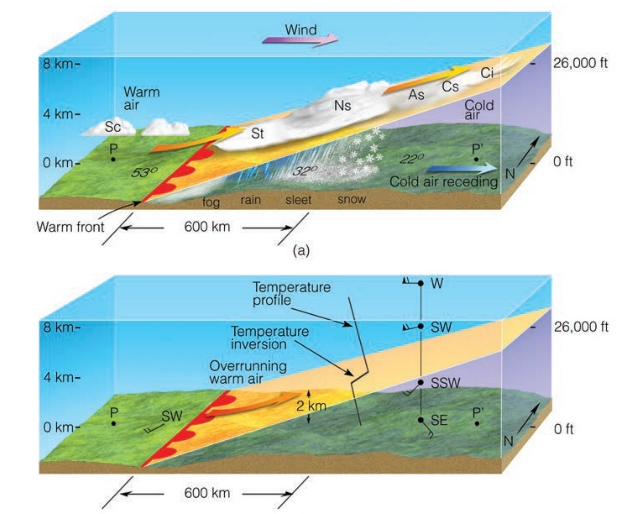 Wind
8 km-
26,000 ft
Warm
air
Ci
Cs
As
Ns
Cold
air
4 km-
Sc
St
P
P'
0 km-
0 ft
53°
32°
22°
N
Cold air receding
fog
rain
sleet
snow
Warm front
600 km
(a)
Temperature
profile
W
8 km-
SW
26,000 ft
Temperature
inversion
Overrunning
warm air
4 km-
SSW
2 km
P
SW
SE
P'
0 km-
0 ft
N
600 km